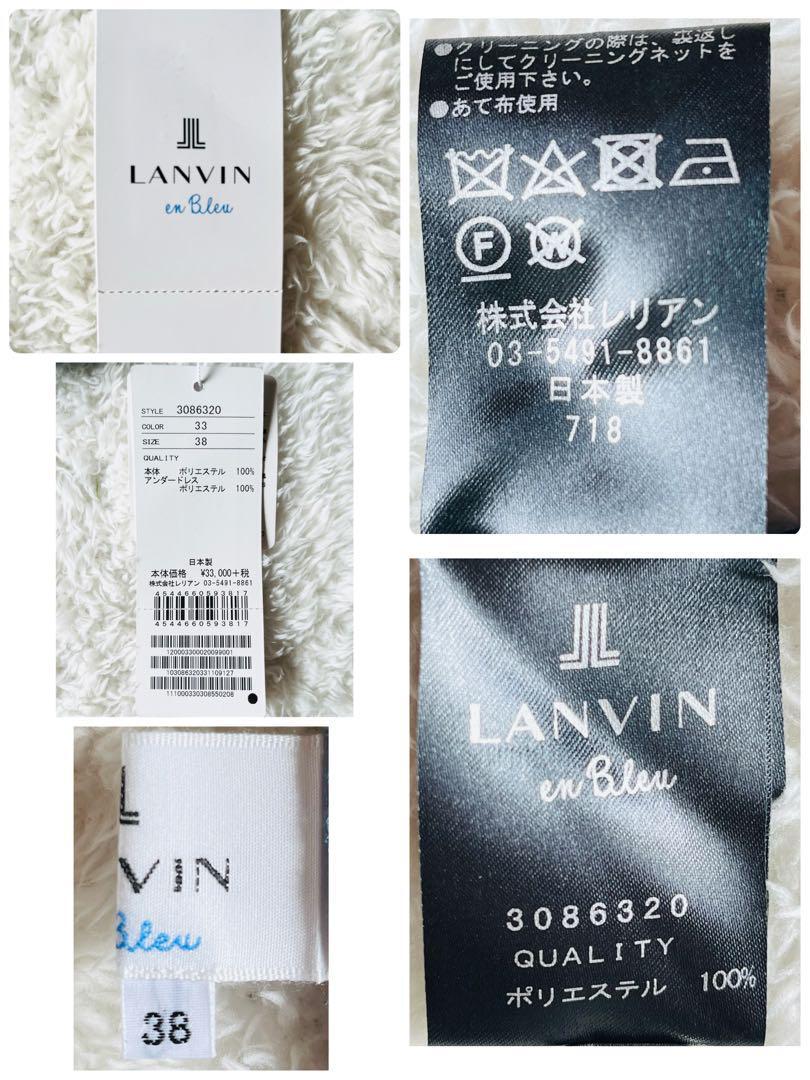 LANVIN
en Bleu
●クリーニングの際は、裏返し
にしてクリーニングネットを
ご使用下さい。
●あて布使用
F
W
株式会社レリアン
03-5491-8861
日本製
718
STYLE 3086320
COLOR 33
SIZE 38
QUALITY
本体 ポリエステル 100%
アンダードレス
ポリエステル 100%
日本製
本体価格 ¥33,000+税
株式会社レリアン 03-5491-8861
4544660593817
4544660593817
120003300020099001
103086320331109127
111000330308550208
VIN
Bleu
38
LANVIN
en Bleu
3086320
QUALITY
ポリエステル 100%